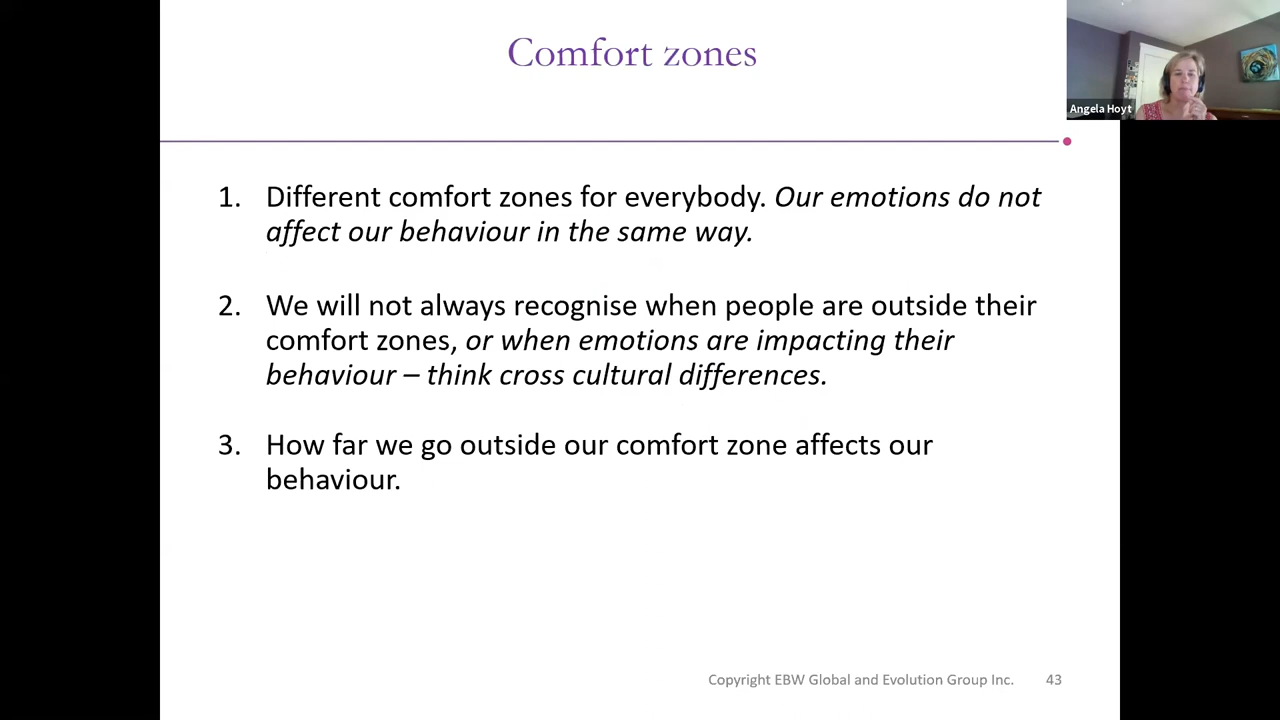 Comfort zones
Angela Hoyt
1. Different comfort zones for everybody. Our emotions do not
affect our behaviour in the same way.
2. We will not always recognise when people are outside their
comfort zones, or when emotions are impacting their
behaviour – think cross cultural differences.
3. How far we go outside our comfort zone affects our
behaviour.
Copyright EBW Global and Evolution Group Inc. 43